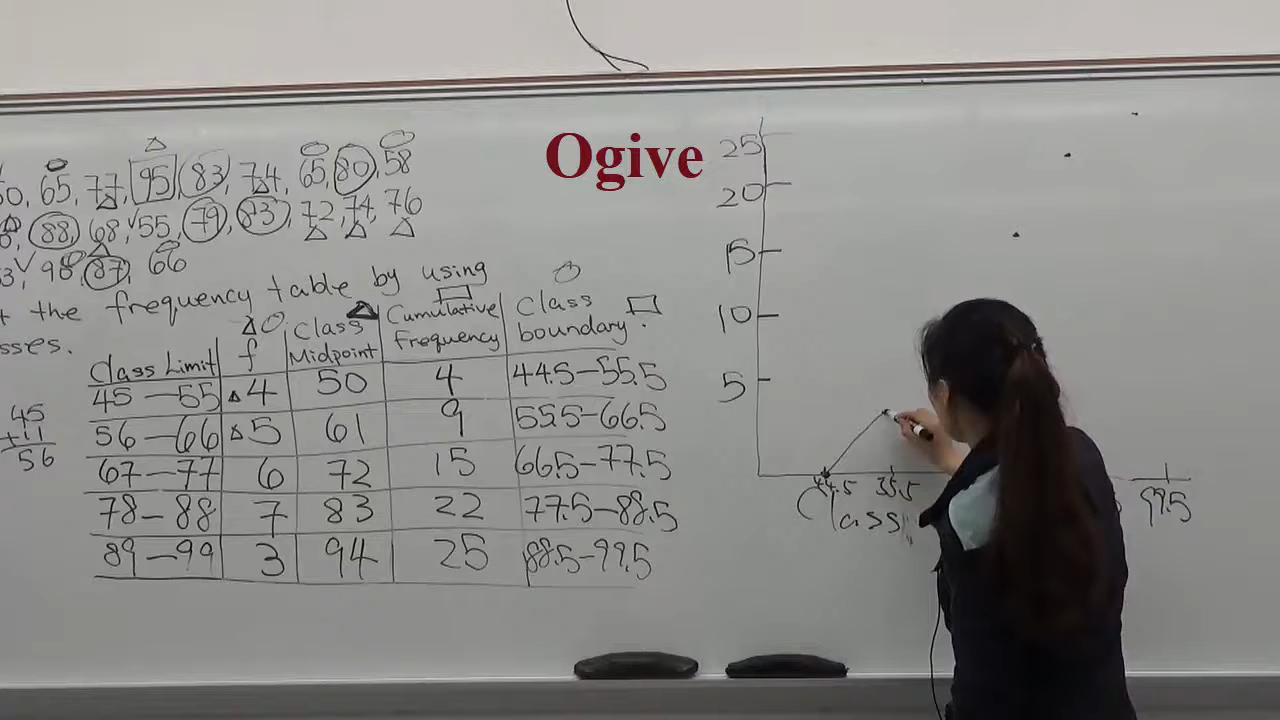 Ogive
50, 65, 77, 95, 83, 74, 65, 80, 58
88, 68, √55, 79, 83, 72, 74, 76
3√ 98, 87, 66
the frequency table by using
sses.
Class Limit f Class Midpoint Cumulative Frequency Class boundary
45-55 4 50 4 44.5-55.5
56-66 5 61 9 55.5-66.5
67-77 6 72 15 66.5-77.5
78-88 7 83 22 77.5-88.5
89-99 3 94 25 88.5-99.5
45
+11
56
25
20
15
10
5
44.5 55.5 99.5
Class